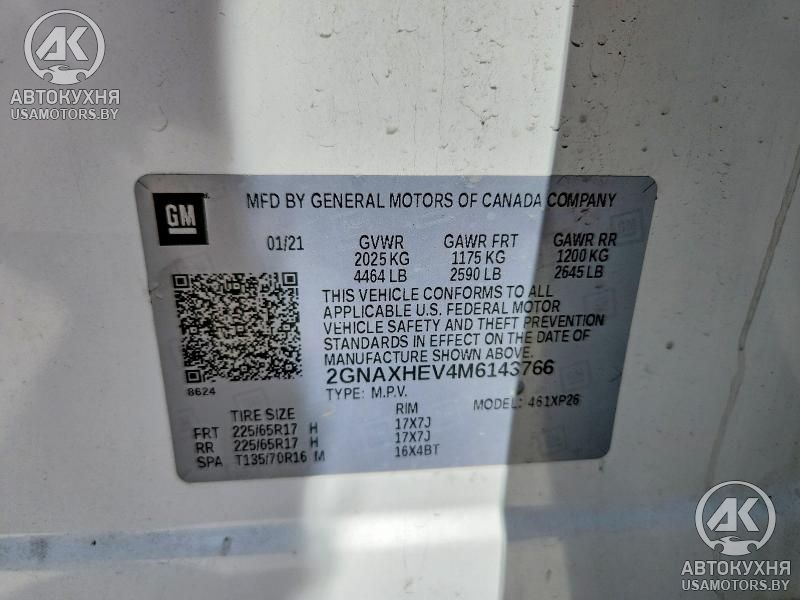 AK
АВТОКУХНЯ
USAMOTORS.BY
GM
MFD BY GENERAL MOTORS OF CANADA COMPANY
01/21 GVWR GAWR FRT GAWR RR
2025 KG 1175 KG 1200 KG
4464 LB 2590 LB 2645 LB
THIS VEHICLE CONFORMS TO ALL
APPLICABLE U.S. FEDERAL MOTOR
VEHICLE SAFETY AND THEFT PREVENTION
STANDARDS IN EFFECT ON THE DATE OF
MANUFACTURE SHOWN ABOVE.
2GNAXHEV4M6143766
8624
TYPE: M.P.V. MODEL: 461XP26
TIRE SIZE RIM
FRT 225/65R17 H 17X7J
RR 225/65R17 H 17X7J
SPA T135/70R16 M 16X4BT
AK
АВТОКУХНЯ
USAMOTORS.BY